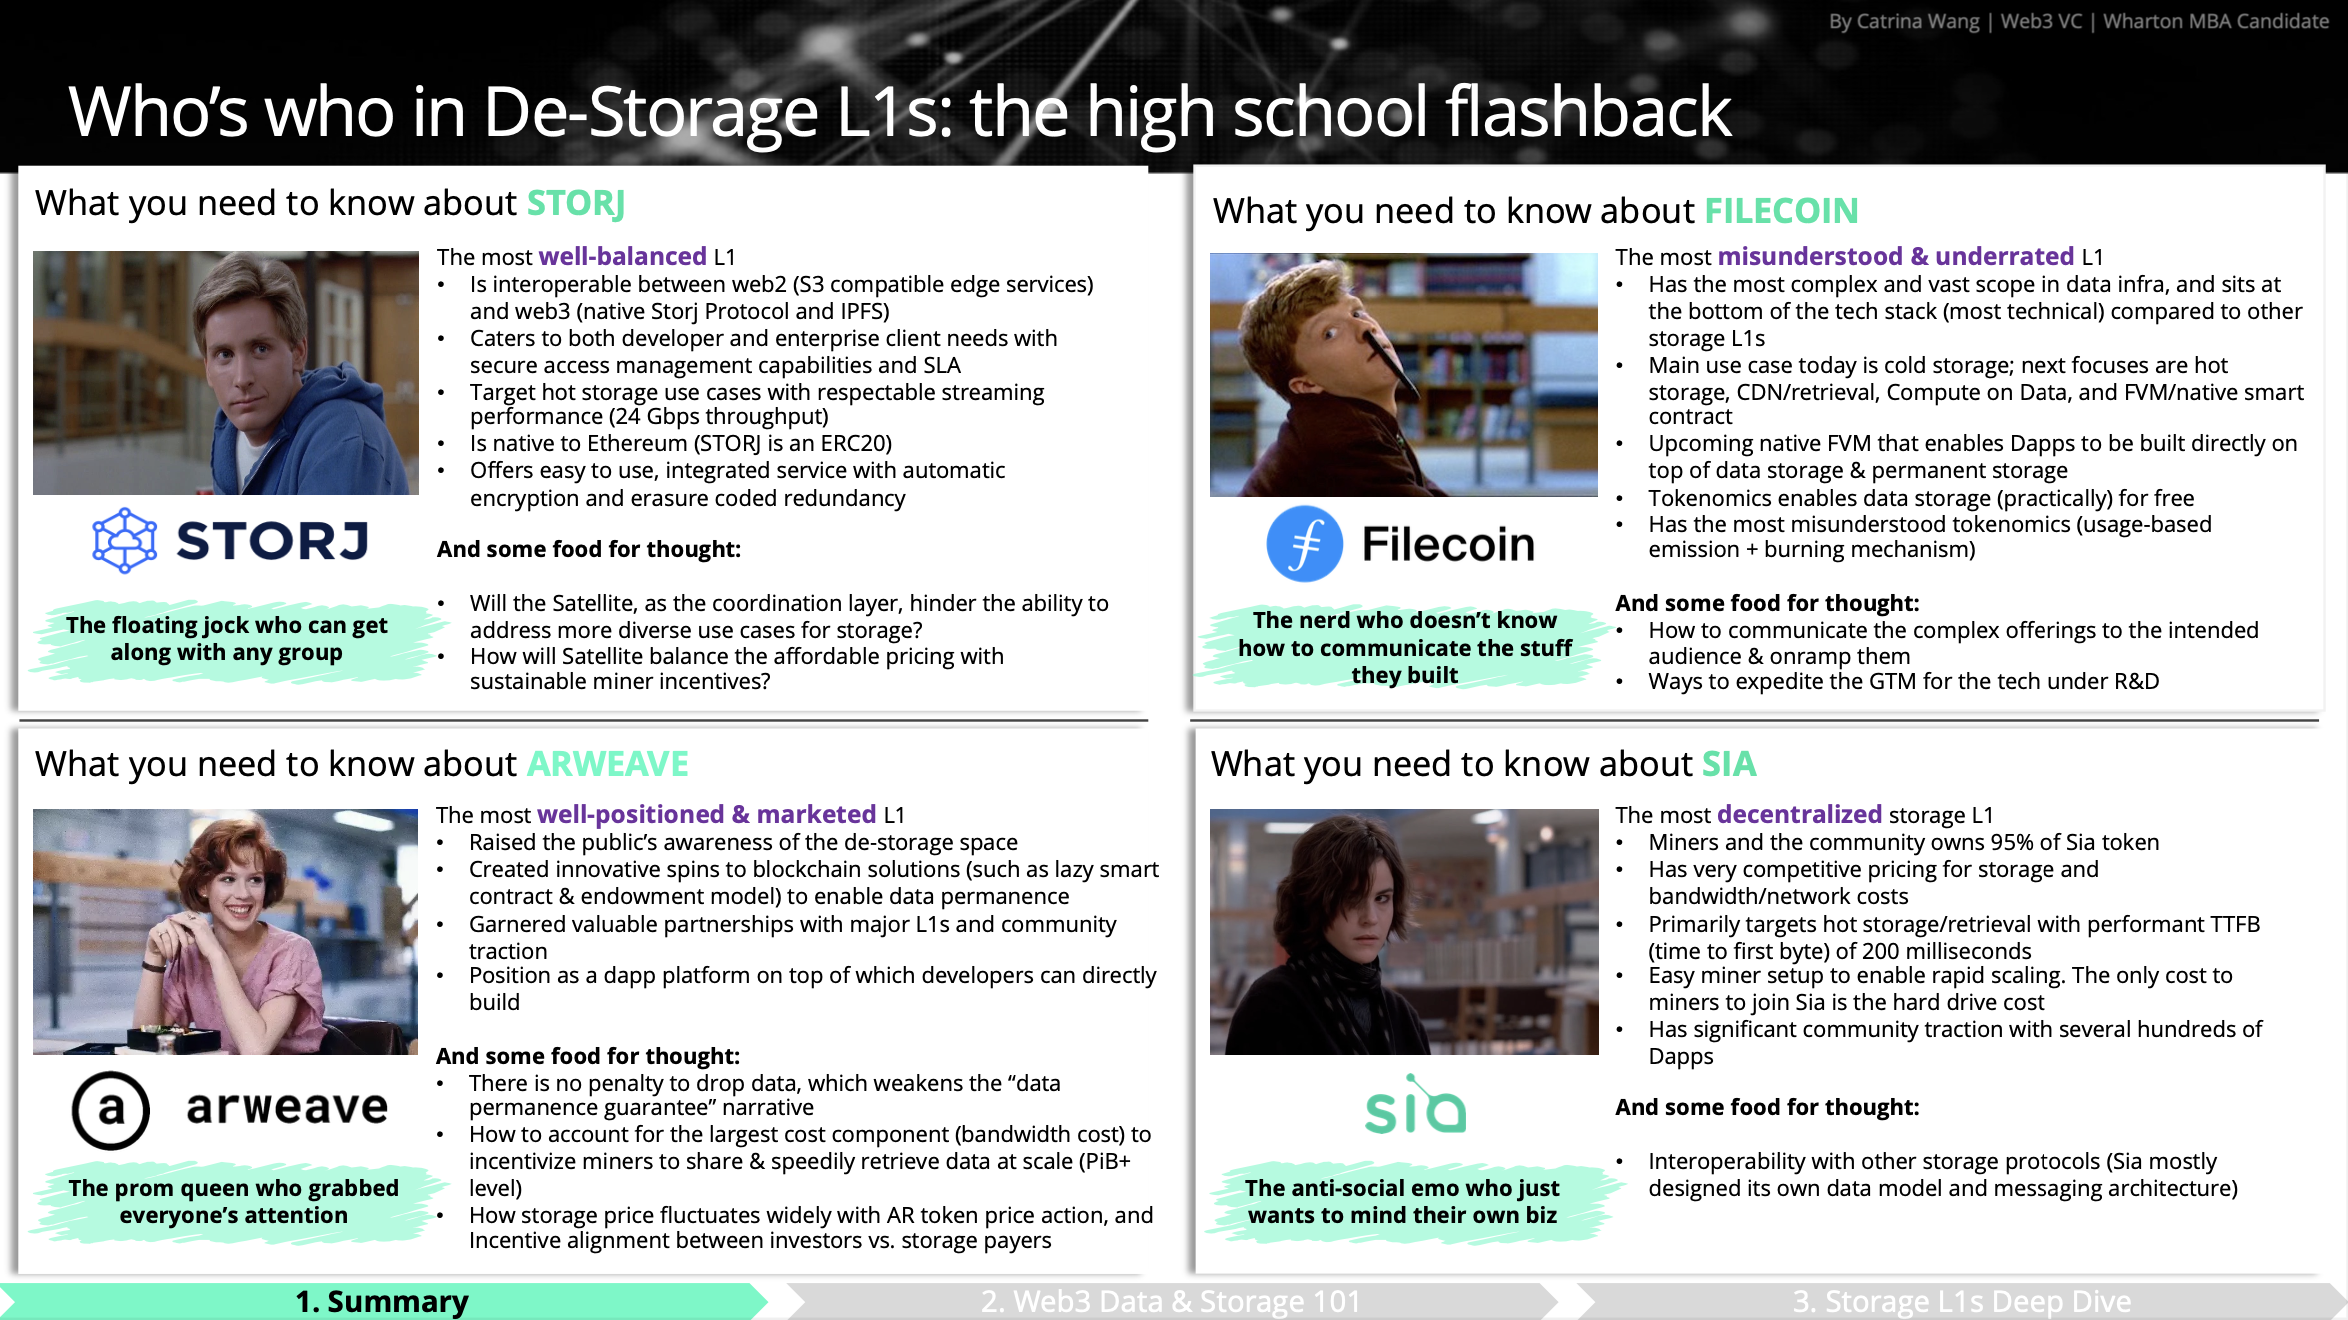 By Catrina Wang | Web3 VC | Wharton MBA Candidate
Who's who in De-Storage L1s: the high school flashback
What you need to know about STORJ
The most well-balanced L1
• Is interoperable between web2 (S3 compatible edge services)
and web3 (native Storj Protocol and IPFS)
• Caters to both developer and enterprise client needs with
secure access management capabilities and SLA
• Target hot storage use cases with respectable streaming
performance (24 Gbps throughput)
• Is native to Ethereum (STORJ is an ERC20)
• Offers easy to use, integrated service with automatic
encryption and erasure coded redundancy
And some food for thought:
• Will the Satellite, as the coordination layer, hinder the ability to
address more diverse use cases for storage?
• How will Satellite balance the affordable pricing with
sustainable miner incentives?
STORJ
The floating jock who can get
along with any group
What you need to know about FILECOIN
The most misunderstood & underrated L1
• Has the most complex and vast scope in data infra, and sits at
the bottom of the tech stack (most technical) compared to other
storage L1s
• Main use case today is cold storage; next focuses are hot
storage, CDN/retrieval, Compute on Data, and FVM/native smart
contract
• Upcoming native FVM that enables Dapps to be built directly on
top of data storage & permanent storage
• Tokenomics enables data storage (practically) for free
• Has the most misunderstood tokenomics (usage-based
emission + burning mechanism)
And some food for thought:
• How to communicate the complex offerings to the intended
audience & onramp them
• Ways to expedite the GTM for the tech under R&D
Filecoin
The nerd who doesn't know
how to communicate the stuff
they built
What you need to know about ARWEAVE
The most well-positioned & marketed L1
• Raised the public's awareness of the de-storage space
• Created innovative spins to blockchain solutions (such as lazy smart
contract & endowment model) to enable data permanence
• Garnered valuable partnerships with major L1s and community
traction
• Position as a dapp platform on top of which developers can directly
build
And some food for thought:
• There is no penalty to drop data, which weakens the “data
permanence guarantee” narrative
• How to account for the largest cost component (bandwidth cost) to
incentivize miners to share & speedily retrieve data at scale (PiB+
level)
• How storage price fluctuates widely with AR token price action, and
Incentive alignment between investors vs. storage payers
a arweave
The prom queen who grabbed
everyone's attention
What you need to know about SIA
The most decentralized storage L1
• Miners and the community owns 95% of Sia token
• Has very competitive pricing for storage and
bandwidth/network costs
• Primarily targets hot storage/retrieval with performant TTFB
(time to first byte) of 200 milliseconds
• Easy miner setup to enable rapid scaling. The only cost to
miners to join Sia is the hard drive cost
• Has significant community traction with several hundreds of
Dapps
And some food for thought:
• Interoperability with other storage protocols (Sia mostly
designed its own data model and messaging architecture)
sia
The anti-social emo who just
wants to mind their own biz
1. Summary
2. Web3 Data & Storage 101
3. Storage L1s Deep Dive